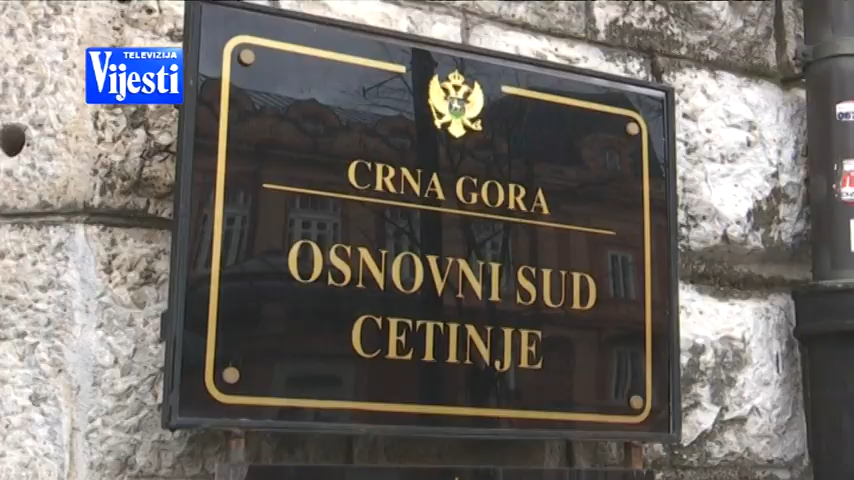 TELEVIZIJA
Vijesti
CRNA GORA
OSNOVNI SUD
CETINJE